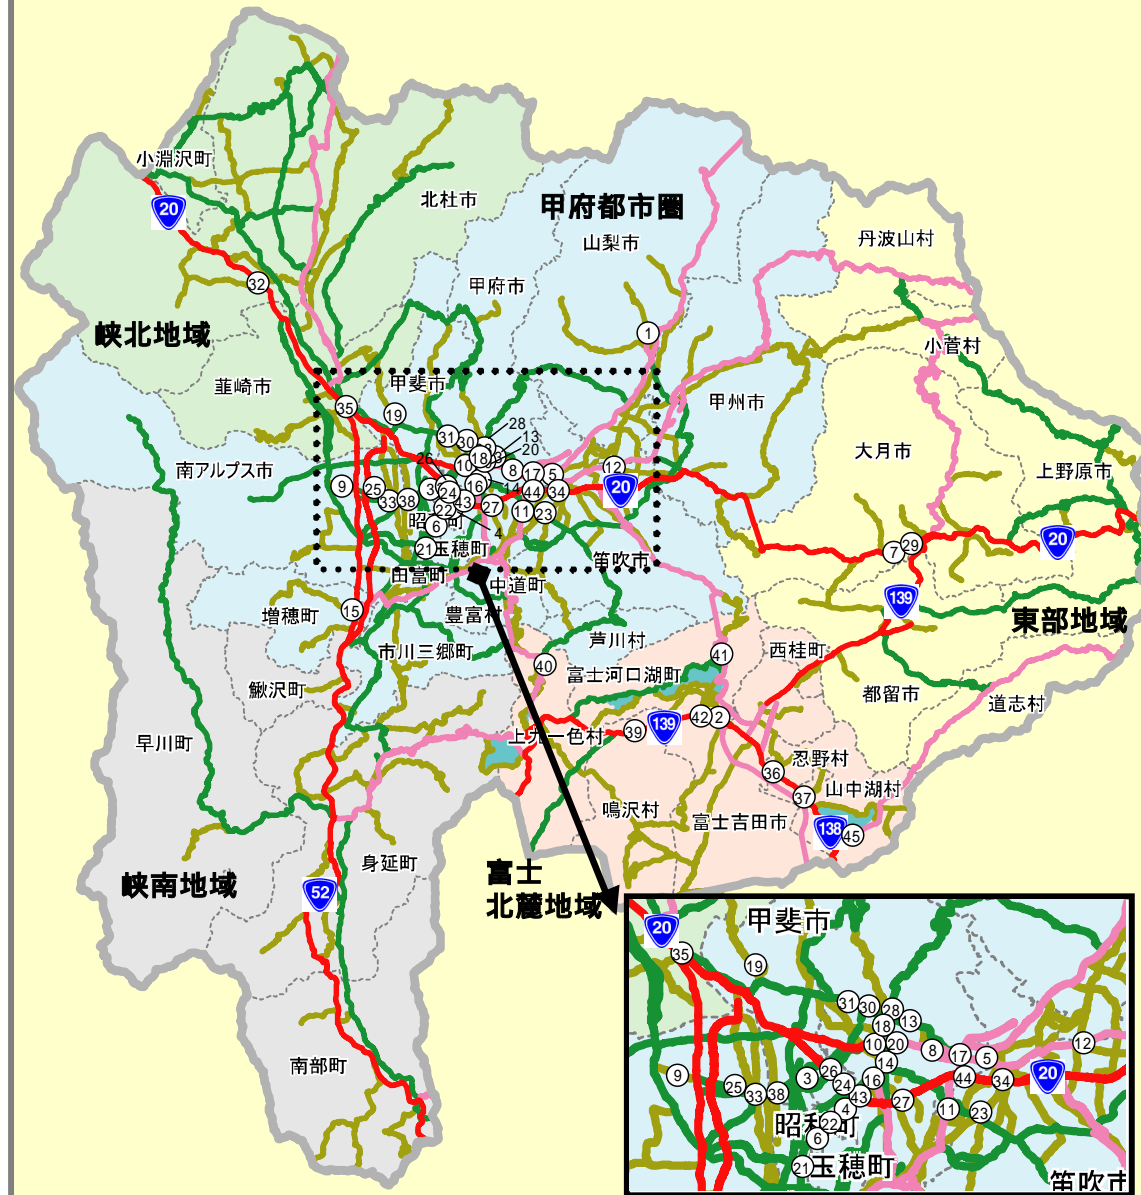 小淵沢町
20
北杜市
甲府都市圏
山梨市
丹波山村
32
甲府市
峡北地域
1
小菅村
韮崎市
甲斐市
甲州市
35
19
28
31
30
13
20
大月市
南アルプス市
26
18
10
8
17
5
12
上野原市
9
25
33
38
3
24
16
14
44
34
20
22
27
11
23
昭和町
6
4
7
29
20
21
玉穂町
笛吹市
田富町
中道町
139
増穂町
15
豊富村
芦川村
東部地域
市川三郷町
40
41
西桂町
富士河口湖町
鰍沢町
都留市
道志村
早川町
上九一色村
39
139
42
2
忍野村
36
37
山中湖村
鳴沢村
富士吉田市
138
45
身延町
峡南地域
52
富士
北麓地域
南部町
20
甲斐市
35
19
31
30
28
18
13
10
20
8
17
5
12
14
9
25
33
38
3
26
24
16
43
44
34
20
27
11
23
4
22
昭和町
6
21
玉穂町
笛吹市